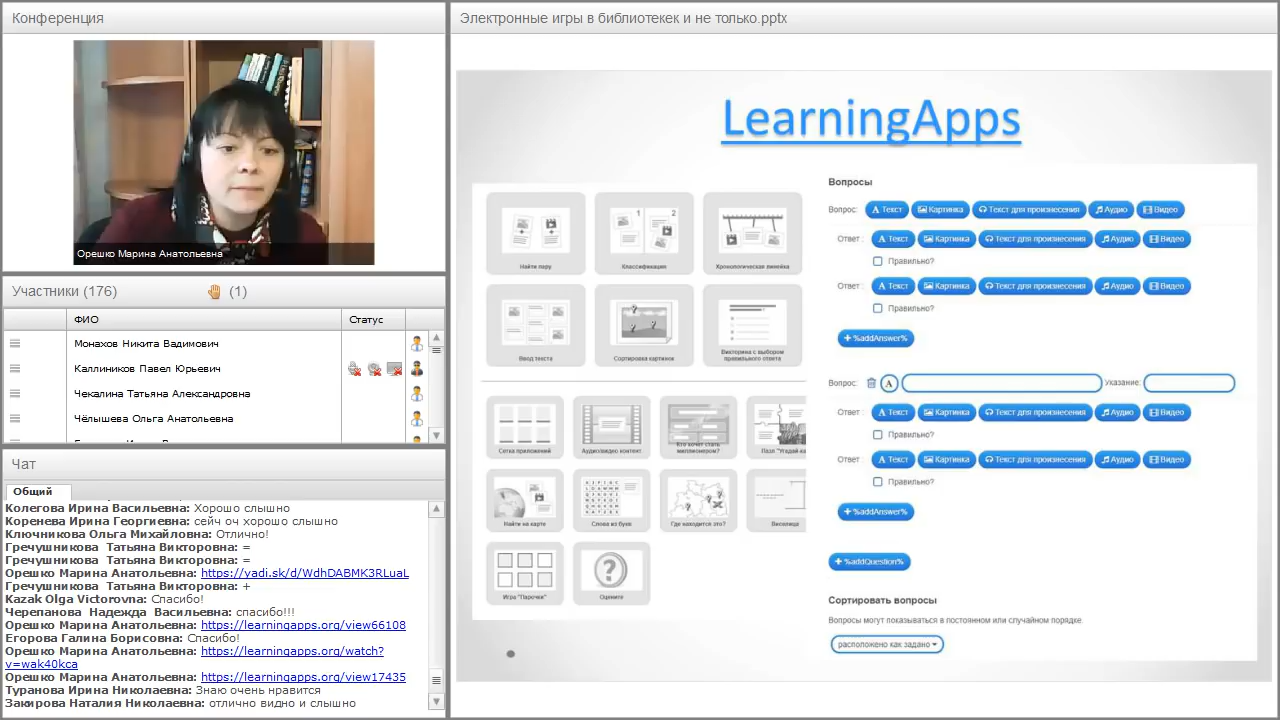 Конференция
Орешко Марина Анатольевна
Участники (176)
(1)
ФИО
Статус
Монахов Никита Вадимович
Каллиников Павел Юрьевич
Чекалина Татьяна Александровна
Чёлышева Ольга Анатольевна
Чат
Общий
Калегова Ирина Васильевна: Хорошо слышно
Коренева Ирина Георгиевна: сейч оч хорошо слышно
Ключникова Ольга Михайловна: Отлично!
Гречушникова Татьяна Викторовна: =
Гречушникова Татьяна Викторовна: =
Орешко Марина Анатольевна: https://yadi.sk/d/WdhDABMK3RLuaL
Гречушникова Татьяна Викторовна: +
Kazak Olga Victorovna: Спасибо!
Черепанова Надежда Васильевна: спасибо!!!
Орешко Марина Анатольевна: https://learningapps.org/view66108
Егорова Галина Борисовна: Спасибо!
Орешко Марина Анатольевна: https://learningapps.org/watch?
v=wak40kca
Орешко Марина Анатольевна: https://learningapps.org/view17435
Туранова Ирина Николаевна: Знаю очень нравится
Закирова Наталия Николаевна: отлично видно и слышно
Электронные игры в библиотекек и не только.pptx
LearningApps
Найти пару
Классификация
Хронологическая линейка
Ввод текста
Сортировка картинок
Викторина с выбором
правильного ответа
Сетка приложений
Аудио/видео контент
Кто хочет стать
миллионером?
Пазл "Угадай-ка
Найти на карте
Слова из букв
Где находится это?
Виселица
Игра "Парочки"
Оцените
Вопросы
Вопрос: A Текст Картинка Текст для произнесения Аудио Видео
Ответ : A Текст Картинка Текст для произнесения Аудио Видео
Правильно?
Ответ : A Текст Картинка Текст для произнесения Аудио Видео
Правильно?
+ %addAnswer%
Вопрос: A Указание:
Ответ : A Текст Картинка Текст для произнесения Аудио Видео
Правильно?
Ответ : A Текст Картинка Текст для произнесения Аудио Видео
Правильно?
+ %addAnswer%
+ %addQuestion%
Сортировать вопросы
Вопросы могут показываться в постоянном или случайном порядке.
расположено как задано